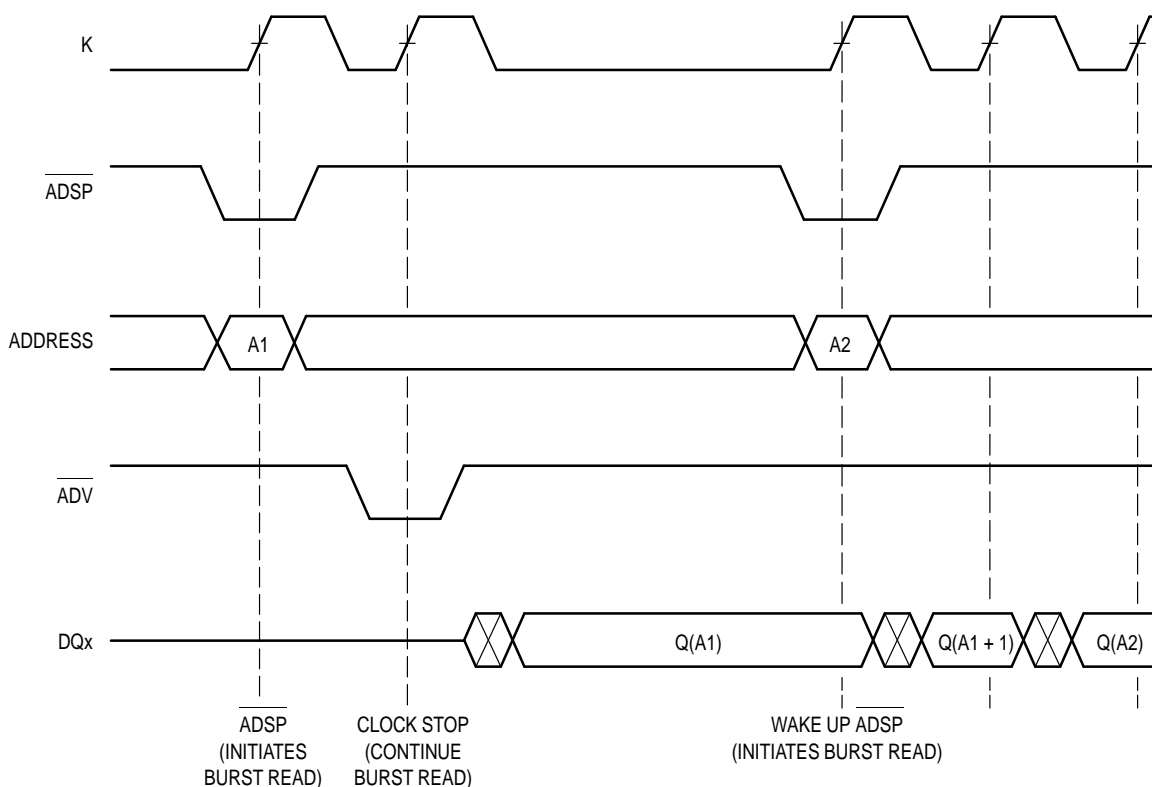 K
ADSP
ADDRESS
A1
A2
ADV
DQx
Q(A1)
Q(A1 + 1)
Q(A2)
ADSP
(INITIATES
BURST READ)
CLOCK STOP
(CONTINUE
BURST READ)
WAKE UP ADSP
(INITIATES BURST READ)